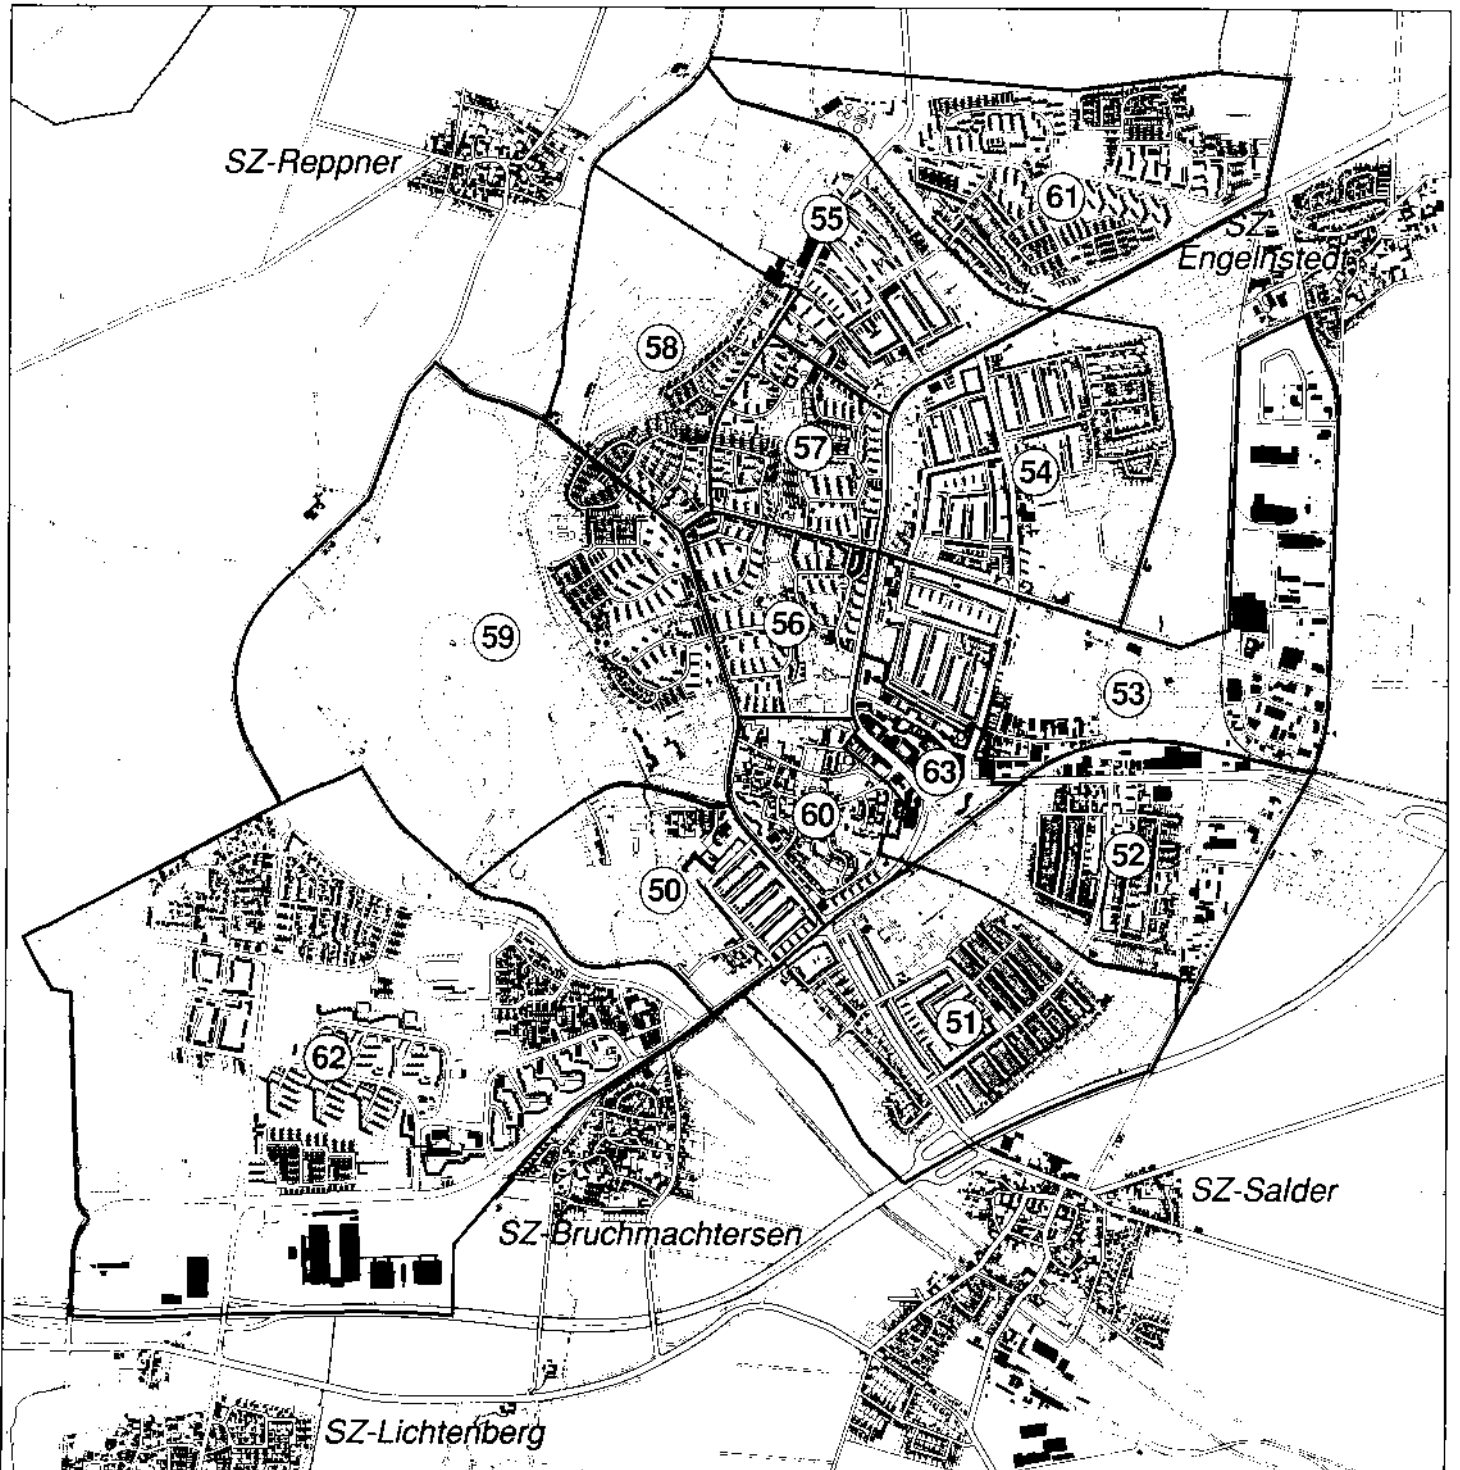 SZ-Reppner
55
61
SZ
Engelnstedt
58
57
54
59
56
53
63
60
52
50
51
62
SZ-Salder
SZ-Bruchmachtersen
SZ-Lichtenberg